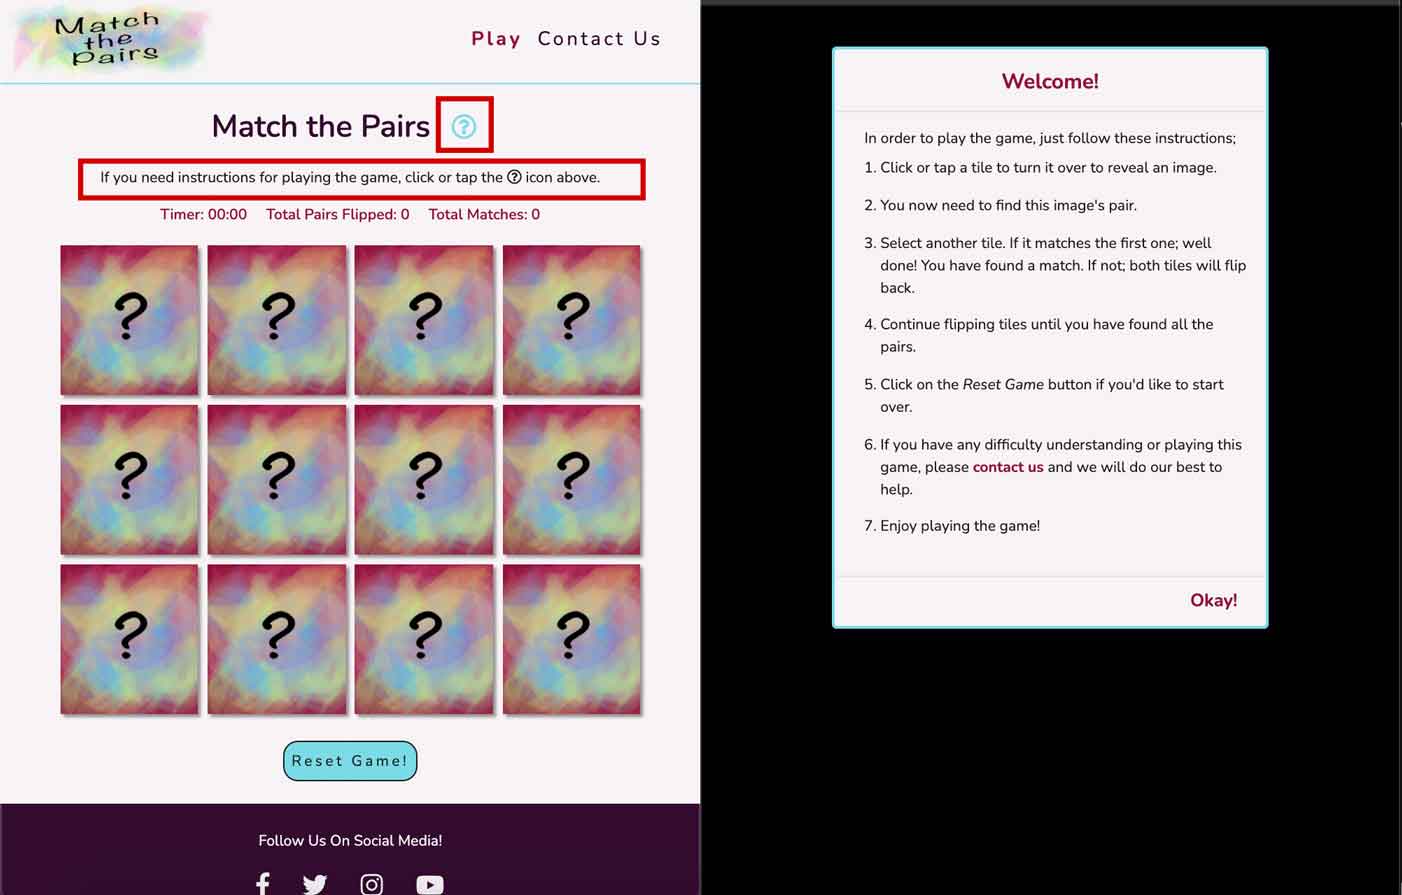 Match
the
Pairs
Play Contact Us
Match the Pairs ?
If you need instructions for playing the game, click or tap the ? icon above.
Timer: 00:00 Total Pairs Flipped: 0 Total Matches: 0
? ? ? ?
? ? ? ?
? ? ? ?
Reset Game!
Follow Us On Social Media!
Welcome!
In order to play the game, just follow these instructions;
1. Click or tap a tile to turn it over to reveal an image.
2. You now need to find this image's pair.
3. Select another tile. If it matches the first one; well
done! You have found a match. If not; both tiles will flip
back.
4. Continue flipping tiles until you have found all the
pairs.
5. Click on the Reset Game button if you'd like to start
over.
6. If you have any difficulty understanding or playing this
game, please contact us and we will do our best to
help.
7. Enjoy playing the game!
Okay!